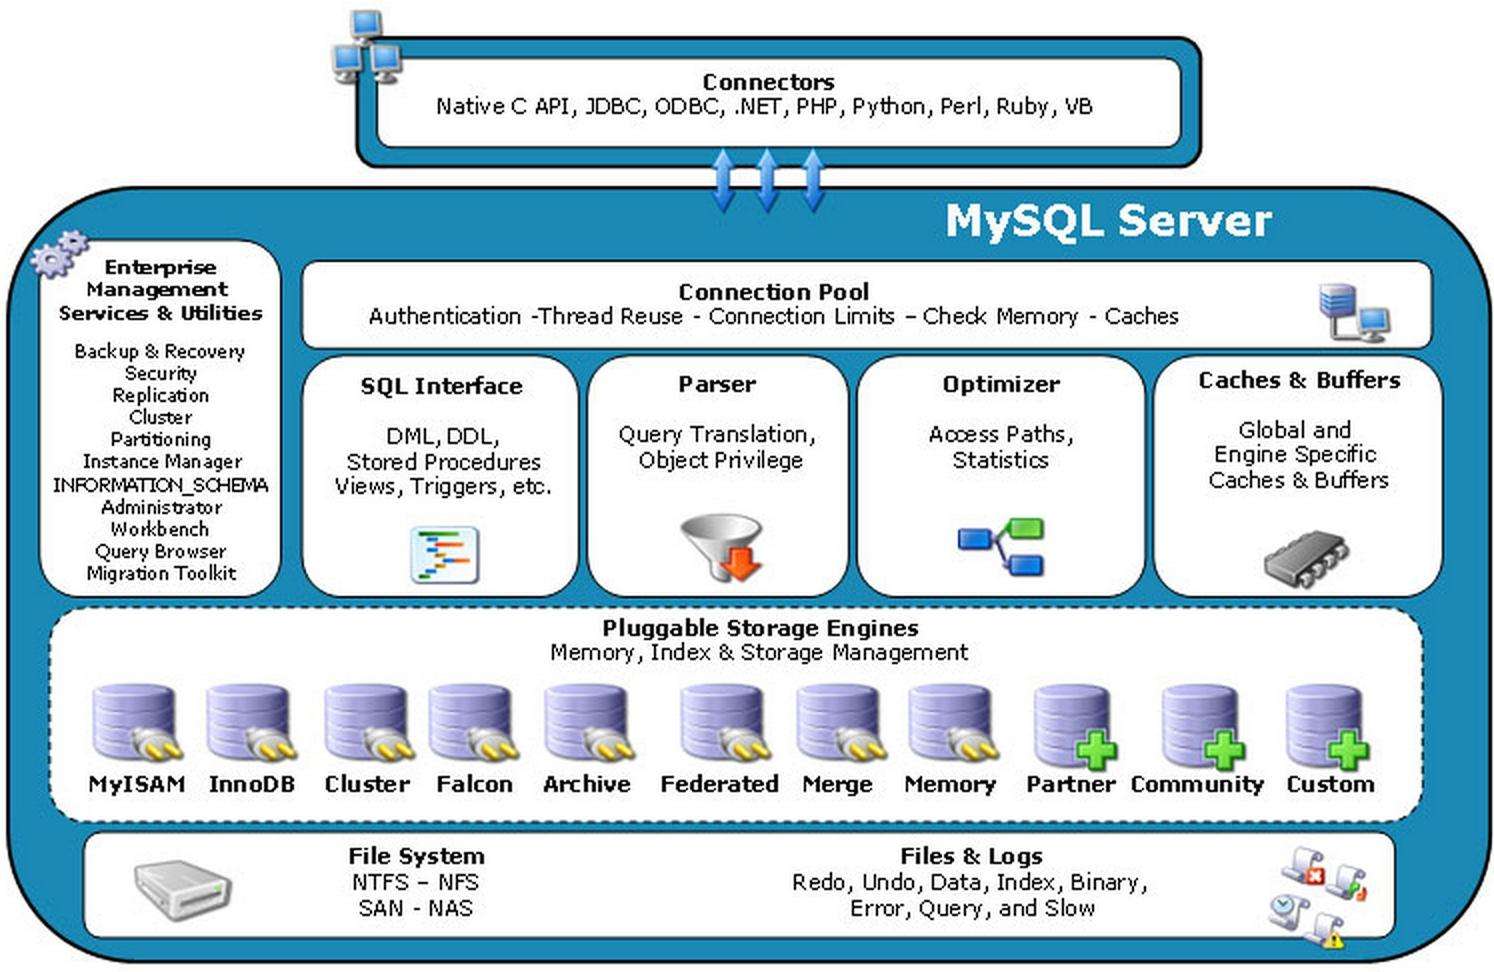 Connectors
Native C API, JDBC, ODBC, .NET, PHP, Python, Perl, Ruby, VB
MySQL Server
Enterprise
Management
Services & Utilities
Backup & Recovery
Security
Replication
Cluster
Partitioning
Instance Manager
INFORMATION_SCHEMA
Administrator
Workbench
Query Browser
Migration Toolkit
Connection Pool
Authentication -Thread Reuse - Connection Limits – Check Memory - Caches
SQL Interface
DML, DDL,
Stored Procedures
Views, Triggers, etc.
Parser
Query Translation,
Object Privilege
Optimizer
Access Paths,
Statistics
Caches & Buffers
Global and
Engine Specific
Caches & Buffers
Pluggable Storage Engines
Memory, Index & Storage Management
MyISAM InnoDB Cluster Falcon Archive Federated Merge Memory Partner Community Custom
File System
NTFS – NFS
SAN - NAS
Files & Logs
Redo, Undo, Data, Index, Binary,
Error, Query, and Slow